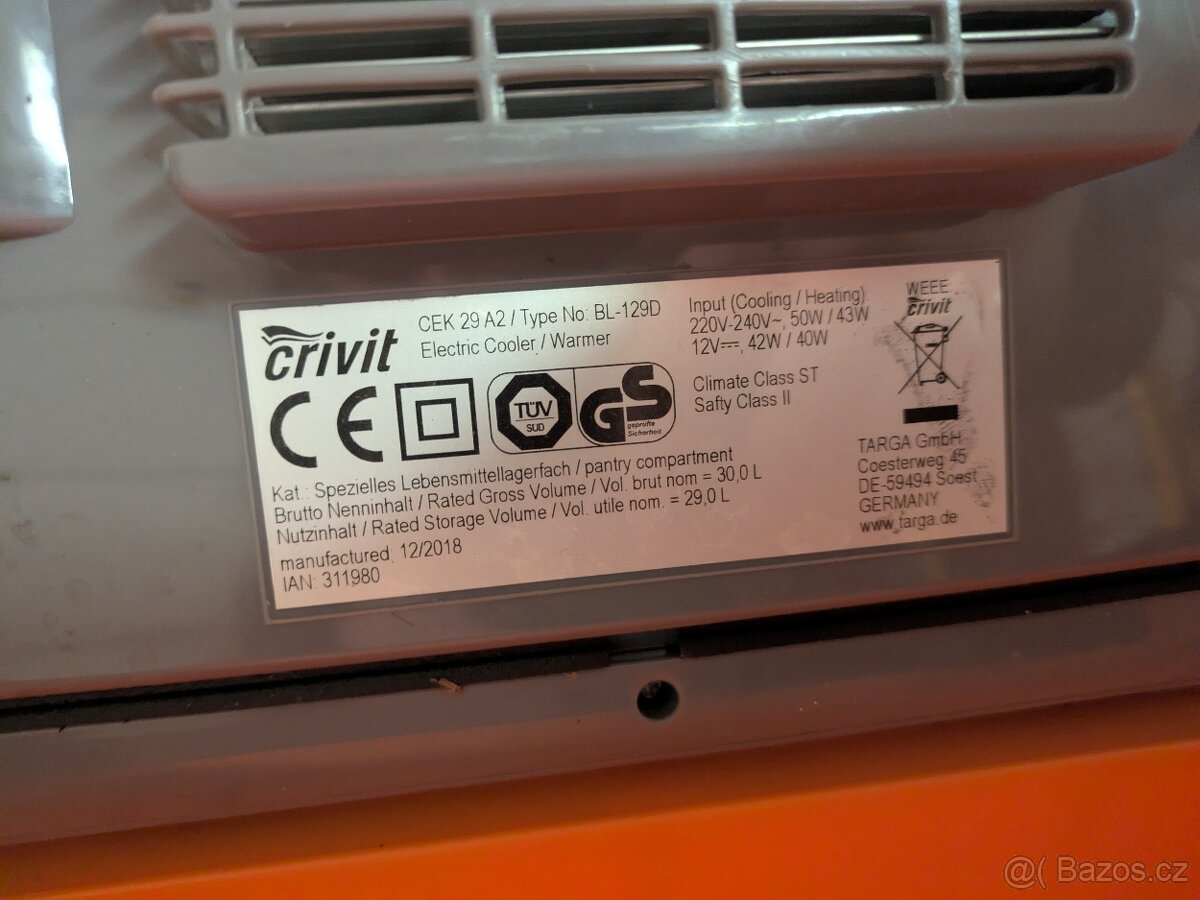 crivit
CEK 29 A2 / Type No: BL-129D
Electric Cooler / Warmer
Input (Cooling / Heating):
220V-240V~, 50W / 43W
12V⎓, 42W / 40W
Climate Class ST
Safty Class II
WEEE
crivit
CE
TÜV
SÜD
GS
geprüfte
Sicherheit
Kat.: Spezielles Lebensmittellagerfach / pantry compartment
Brutto Nenninhalt / Rated Gross Volume / Vol. brut nom = 30,0 L
Nutzinhalt / Rated Storage Volume / Vol. utile nom. = 29,0 L
manufactured: 12/2018
IAN: 311980
TARGA GmbH
Coesterweg 45
DE-59494 Soest
GERMANY
www.targa.de
@( Bazos.cz